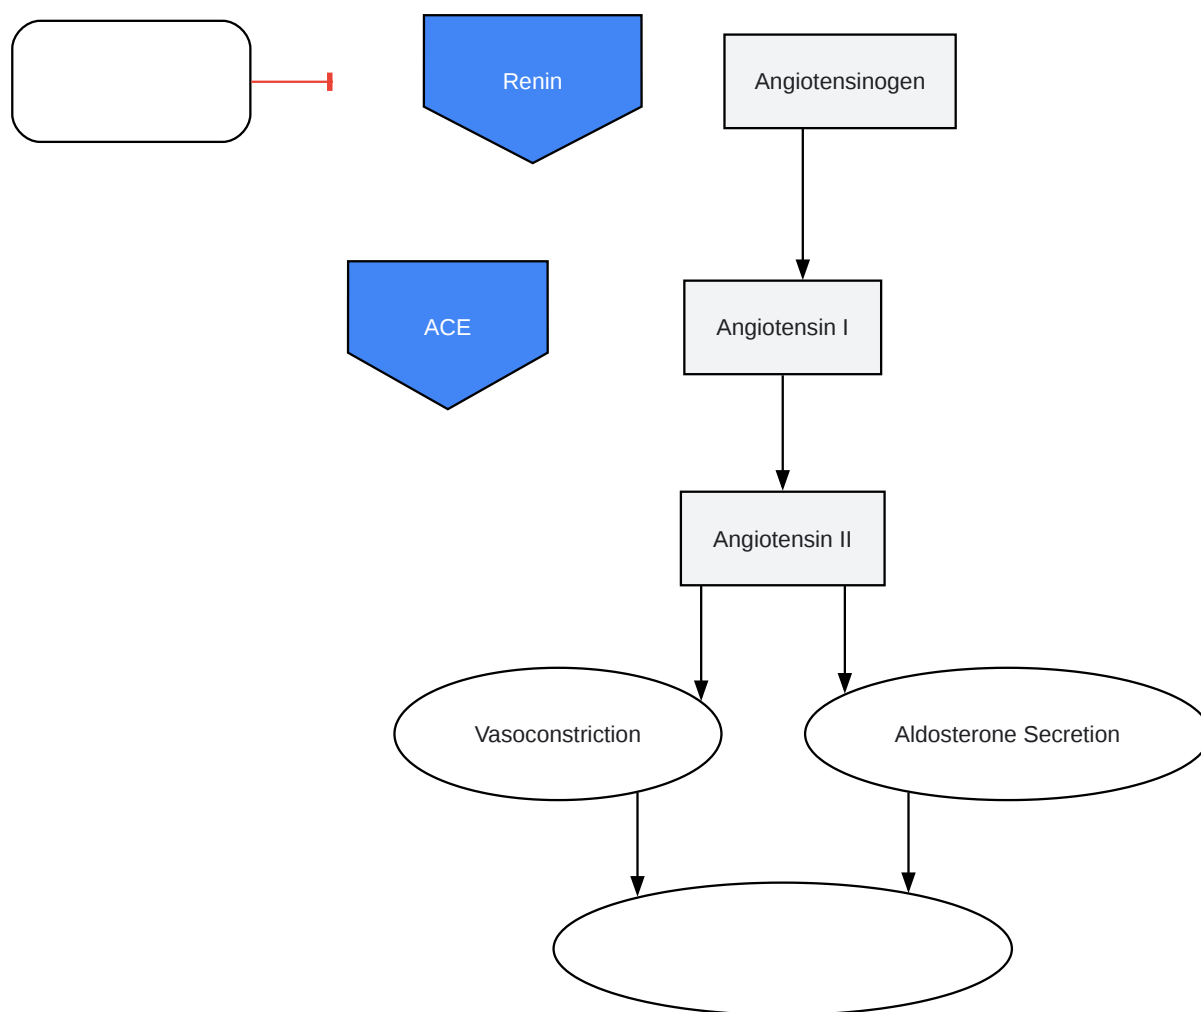 Renin
Angiotensinogen
ACE
Angiotensin I
Angiotensin II
Vasoconstriction
Aldosterone Secretion